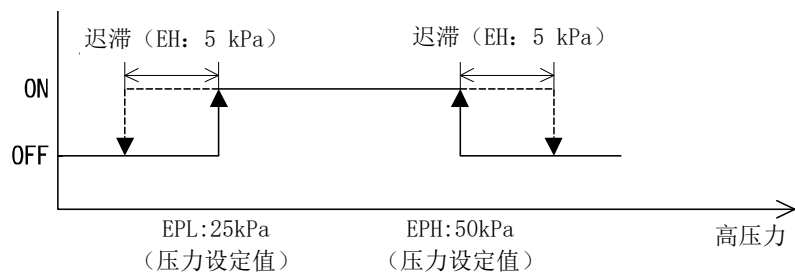 迟滞（EH: 5 kPa）
迟滞（EH: 5 kPa）
ON
OFF
EPL:25kPa
（压力设定值）
EPH:50kPa
（压力设定值）
高压力